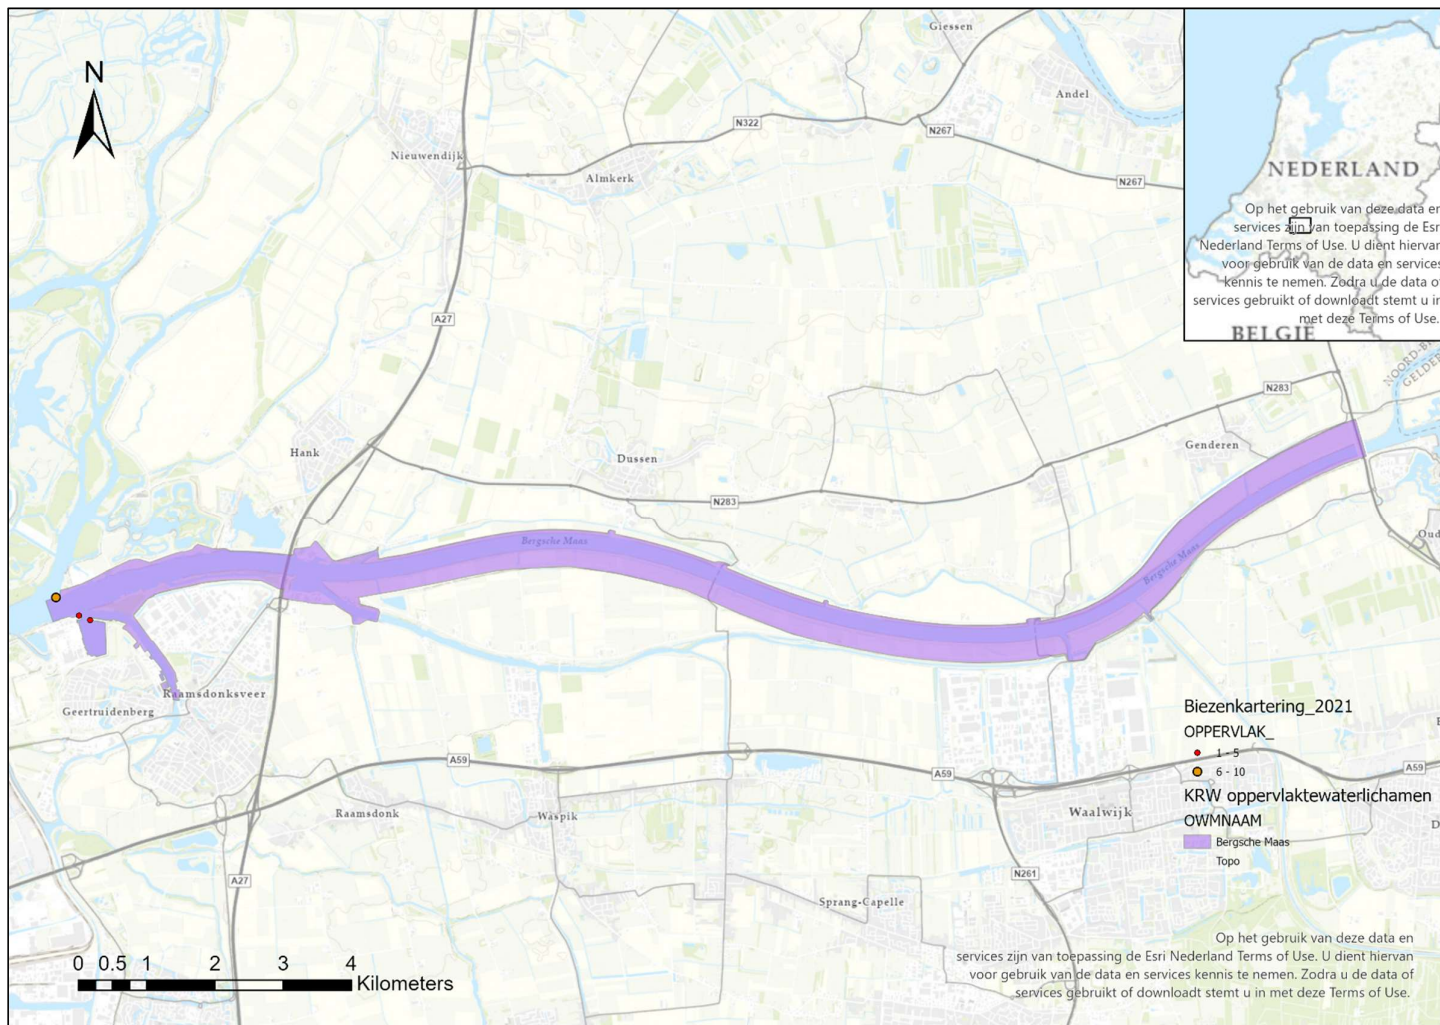 N
Giessen
Andel
N322
N267
Nieuwendijk
Almkerk
N267
NEDERLAND
Op het gebruik van deze data en
services zijn van toepassing de Esri
Nederland Terms of Use. U dient hiervan
voor gebruik van de data en services
kennis te nemen. Zodra u de data of
services gebruikt of downloadt stemt u in
met deze Terms of Use.
BELGIË
A27
N283
Genderen
Hank
Dussen
N283
Bergsche Maas
Bergsche Maas
Raamsdonksveer
Geertruidenberg
Biezenkartering_2021
OPPERVLAK_
1 - 5
6 - 10
KRW oppervlaktewaterlichamen
OWMNAAM
Bergsche Maas
Topo
A59
A59
A59
Raamsdonk
Waspik
Waalwijk
A27
N261
Sprang-Capelle
0 0.5 1 2 3 4
Kilometers
Op het gebruik van deze data en
services zijn van toepassing de Esri Nederland Terms of Use. U dient hiervan
voor gebruik van de data en services kennis te nemen. Zodra u de data of
services gebruikt of downloadt stemt u in met deze Terms of Use.